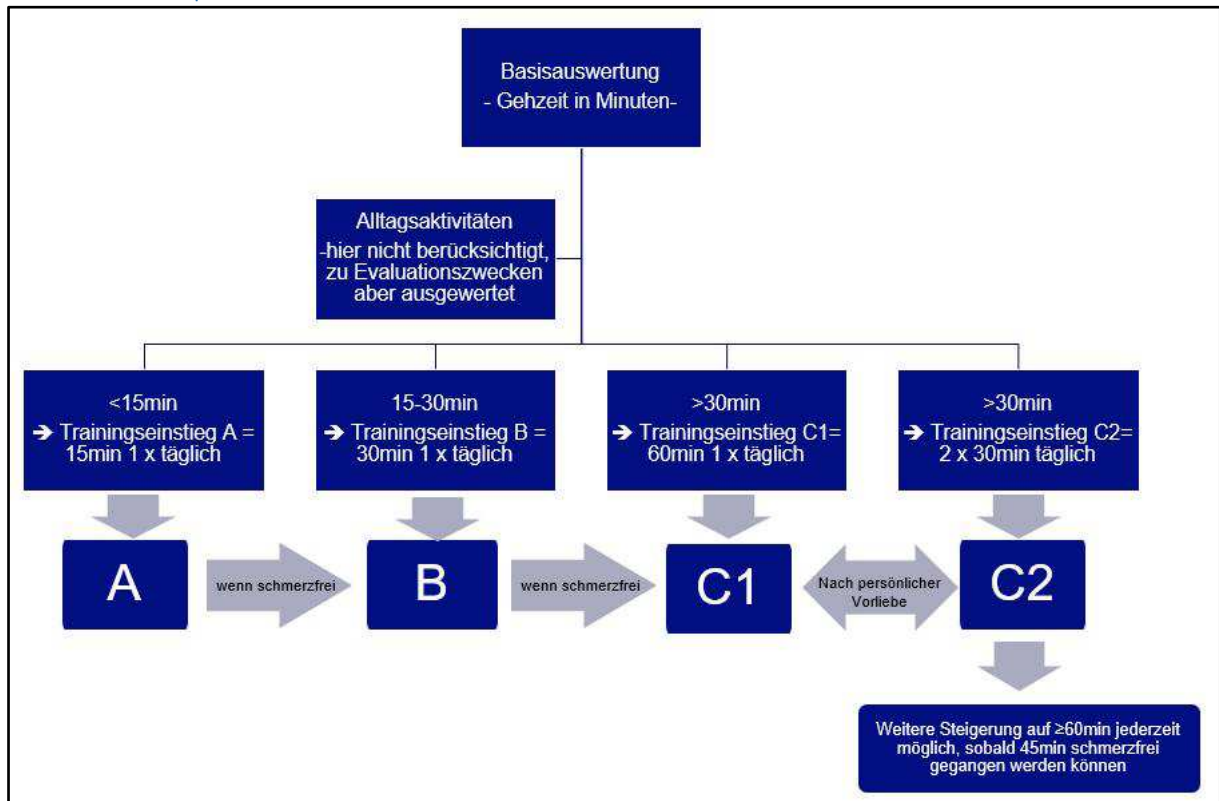 Basisauswertung
- Gehzeit in Minuten-
Alltagsaktivitäten
-hier nicht berücksichtigt,
zu Evaluationszwecken
aber ausgewertet
<15min
➔ Trainingseinstieg A =
15min 1 x täglich
15-30min
➔ Trainingseinstieg B =
30min 1 x täglich
>30min
➔ Trainingseinstieg C1=
60min 1 x täglich
>30min
➔ Trainingseinstieg C2=
2 x 30min täglich
A
wenn schmerzfrei
B
wenn schmerzfrei
C1
Nach persönlicher
Vorliebe
C2
Weitere Steigerung auf ≥60min jederzeit
möglich, sobald 45min schmerzfrei
gegangen werden können